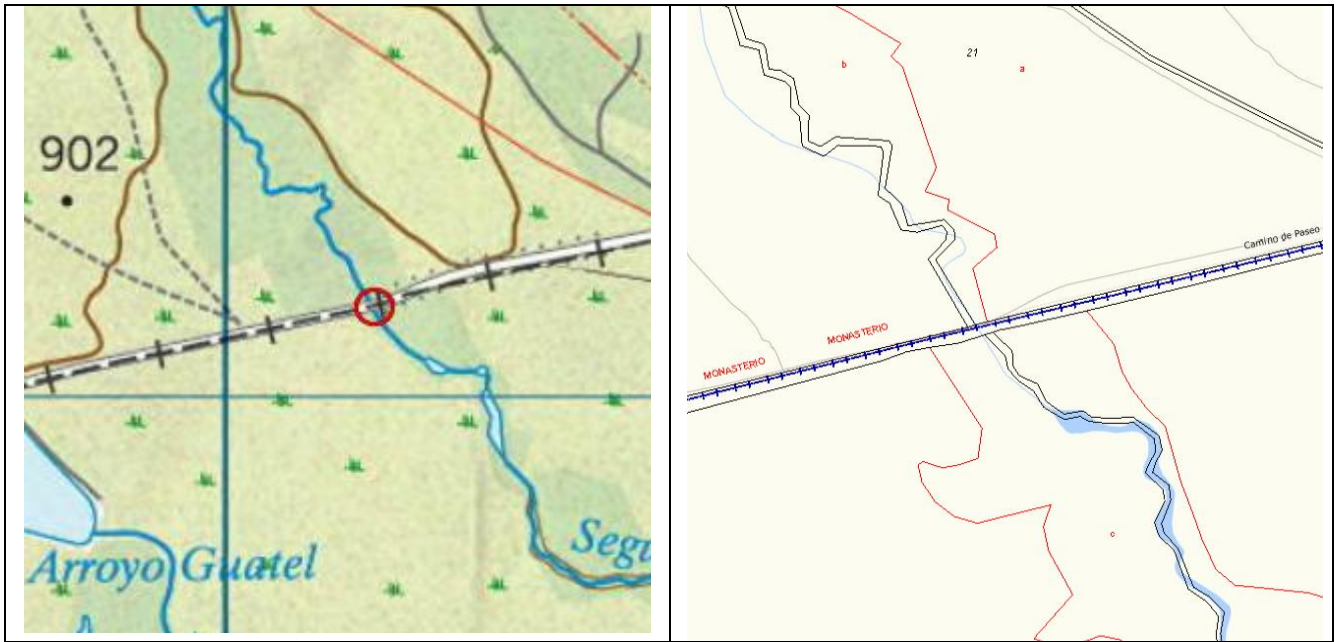 902
Arroyo Guatel
Segu
21
b
a
Camino de Paseo
MONASTERIO
MONASTERIO
c